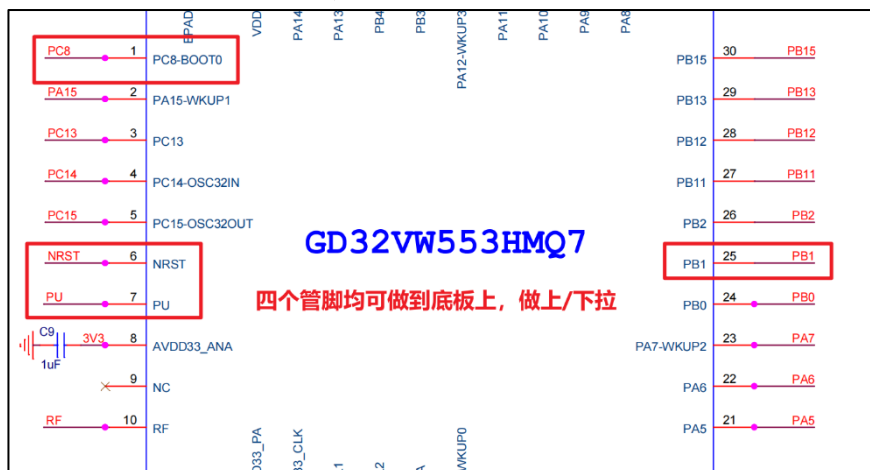 EPAD
VDD
PA14
PA13
PB4
PB3
PA12-WKUP3
PA11
PA10
PA9
PA8
PC8 1 PC8-BOOT0
PA15 2 PA15-WKUP1
PC13 3 PC13
PC14 4 PC14-OSC32IN
PC15 5 PC15-OSC32OUT
NRST 6 NRST
PU 7 PU
C9 3V3 8 AVDD33_ANA
1uF
9 NC
RF 10 RF
GD32VW553HMQ7
四个管脚均可做到底板上，做上/下拉
PB15 30 PB15
PB13 29 PB13
PB12 28 PB12
PB11 27 PB11
PB2 26 PB2
PB1 25 PB1
PB0 24 PB0
PA7-WKUP2 23 PA7
PA6 22 PA6
PA5 21 PA5
D33_PA
33_CLK
WKUP0